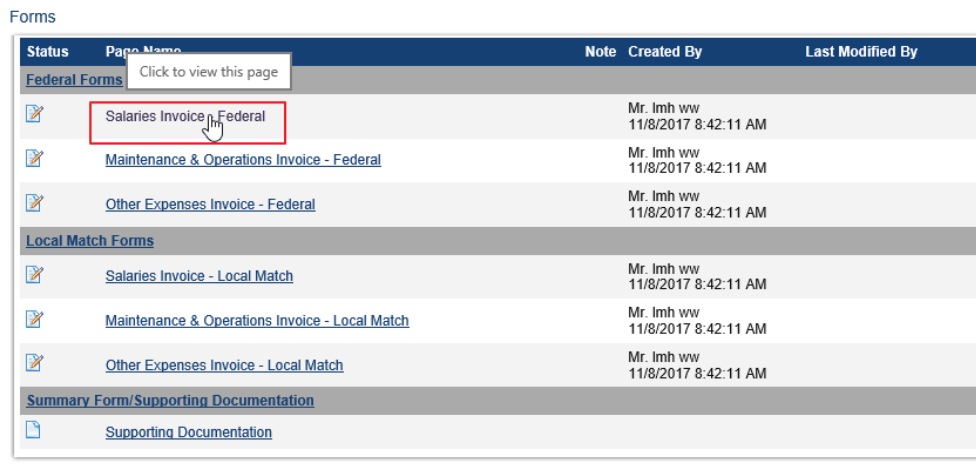 Forms
Status Page Name Note Created By Last Modified By
Click to view this page
Federal Forms
Salaries Invoice - Federal Mr. lmh ww
11/8/2017 8:42:11 AM
Maintenance & Operations Invoice - Federal Mr. lmh ww
11/8/2017 8:42:11 AM
Other Expenses Invoice - Federal Mr. lmh ww
11/8/2017 8:42:11 AM
Local Match Forms
Salaries Invoice - Local Match Mr. lmh ww
11/8/2017 8:42:11 AM
Maintenance & Operations Invoice - Local Match Mr. lmh ww
11/8/2017 8:42:11 AM
Other Expenses Invoice - Local Match Mr. lmh ww
11/8/2017 8:42:11 AM
Summary Form/Supporting Documentation
Supporting Documentation